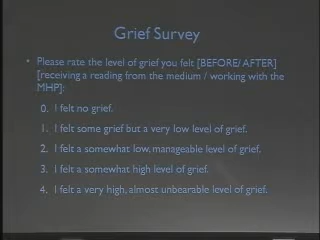 Grief Survey
• Please rate the level of grief you felt [BEFORE/ AFTER]
[receiving a reading from the medium / working with the
MHP]:
0. I felt no grief.
1. I felt some grief but a very low level of grief.
2. I felt a somewhat low, manageable level of grief.
3. I felt a somewhat high level of grief.
4. I felt a very high, almost unbearable level of grief.